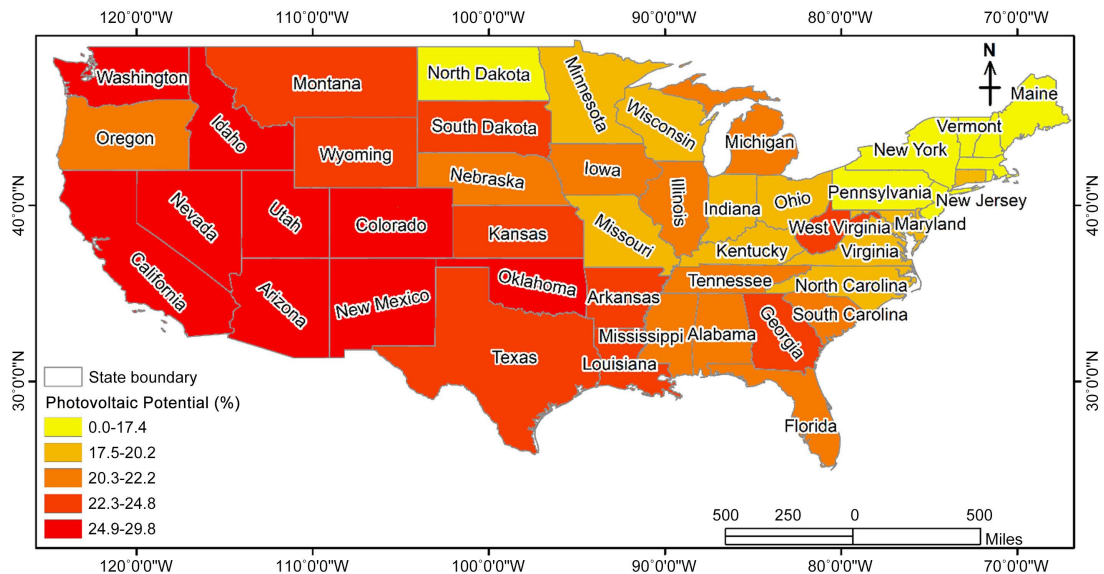 120°0'0"W 110°0'0"W 100°0'0"W 90°0'0"W 80°0'0"W 70°0'0"W
N
Washington
Montana
North Dakota
Minnesota
Maine
Oregon
Idaho
South Dakota
Wisconsin
Vermont
Wyoming
Michigan
New York
Nebraska
Iowa
Illinois
Pennsylvania
40°0'0"N
Nevada
Utah
Colorado
Indiana
Ohio
New Jersey
40°0'0"N
Kansas
Missouri
West Virginia
Maryland
Kentucky
Virginia
California
Arizona
New Mexico
Oklahoma
Arkansas
Tennessee
North Carolina
South Carolina
Mississippi
Alabama
Georgia
Texas
Louisiana
30°0'0"N
30°0'0"N
Florida
State boundary
Photovoltaic Potential (%)
0.0-17.4
17.5-20.2
20.3-22.2
22.3-24.8
24.9-29.8
500 250 0 500
Miles
120°0'0"W 110°0'0"W 100°0'0"W 90°0'0"W 80°0'0"W 70°0'0"W